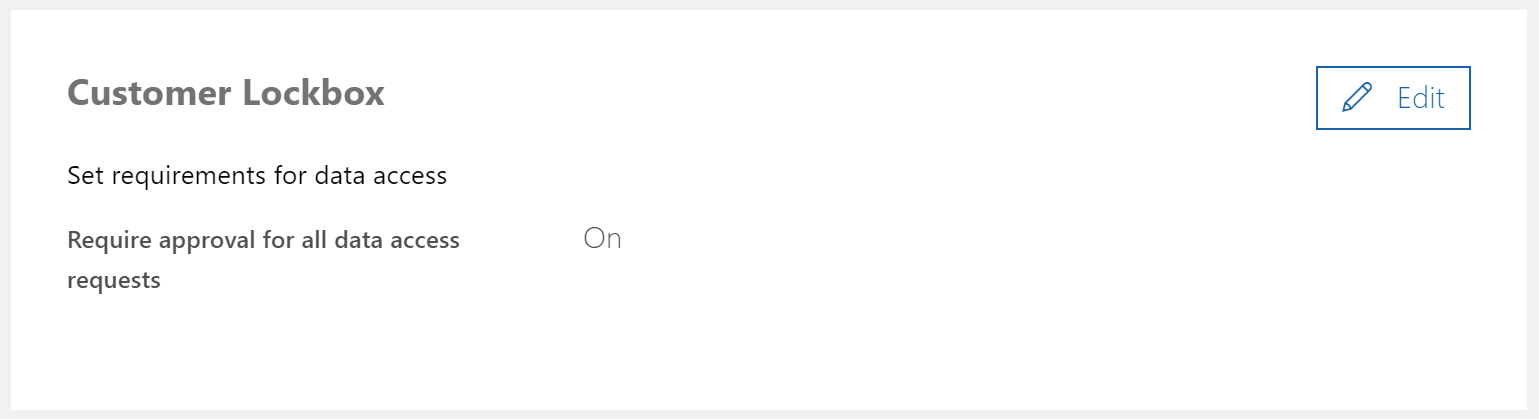 Customer Lockbox
Edit
Set requirements for data access
Require approval for all data access
requests
On